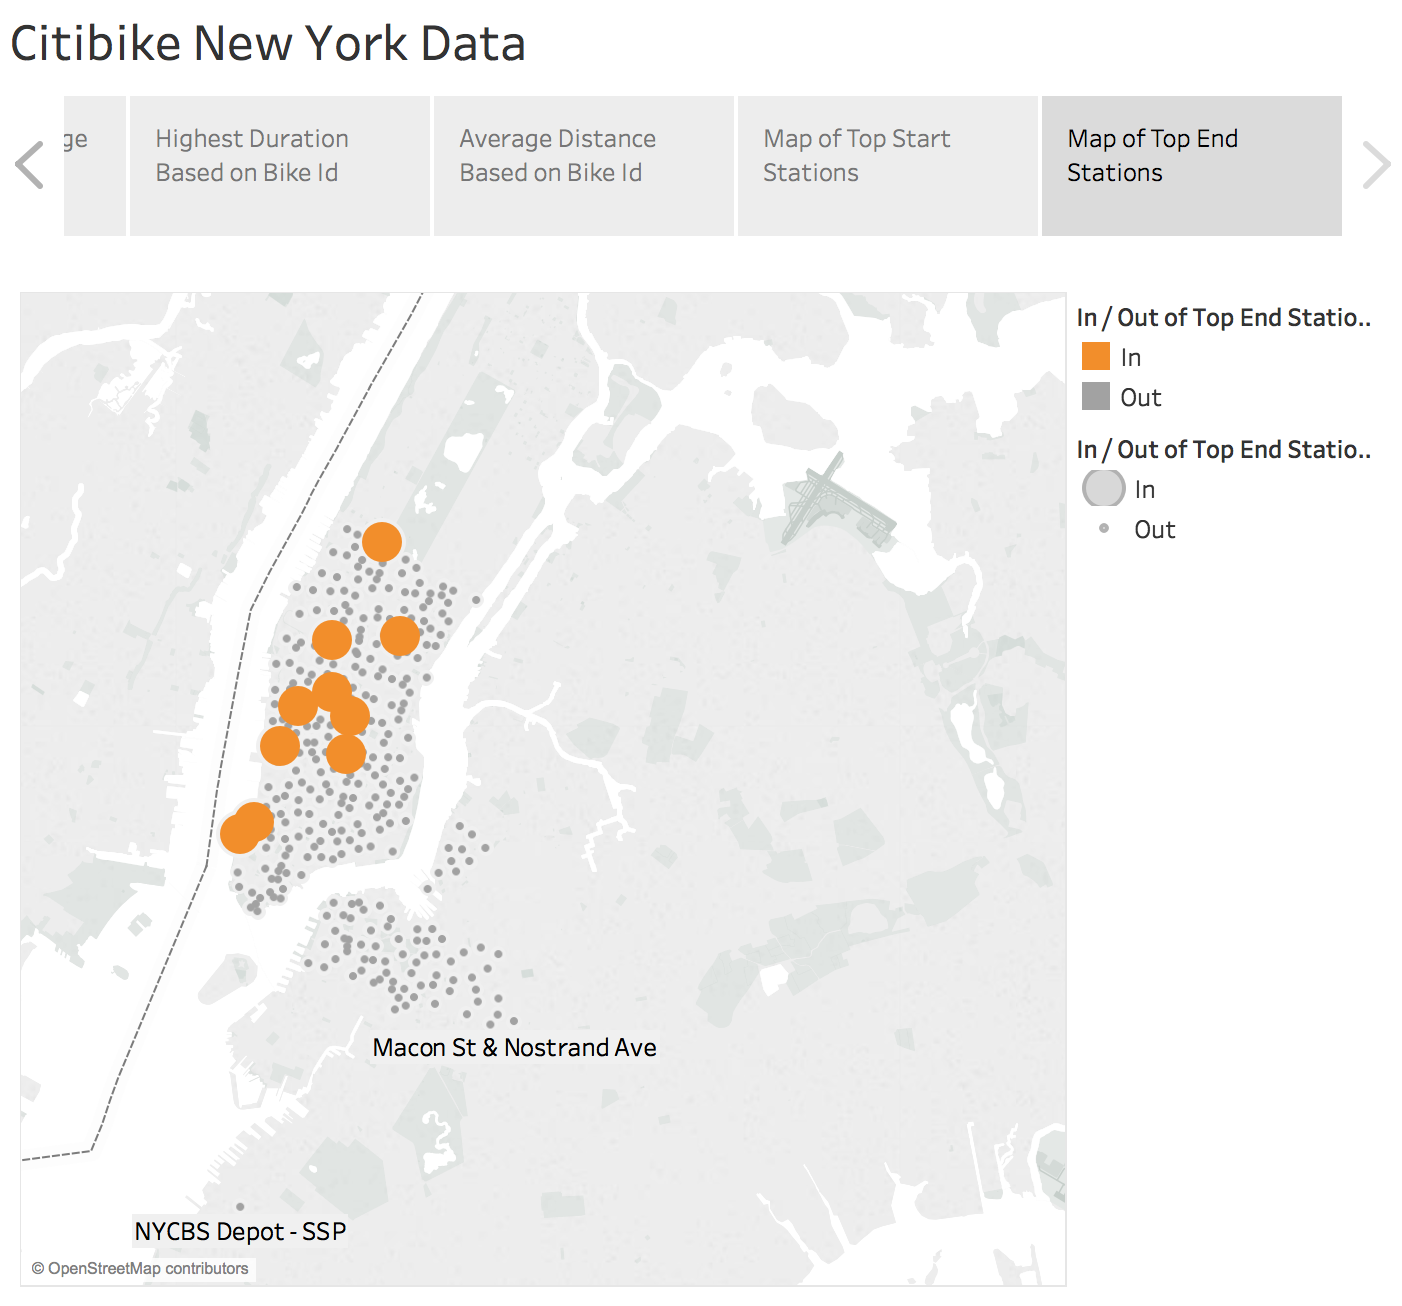 Citibike New York Data
ge
Highest Duration
Based on Bike Id
Average Distance
Based on Bike Id
Map of Top Start
Stations
Map of Top End
Stations
In / Out of Top End Statio..
In
Out
In / Out of Top End Statio..
In
Out
Macon St & Nostrand Ave
NYCBS Depot - SSP
© OpenStreetMap contributors